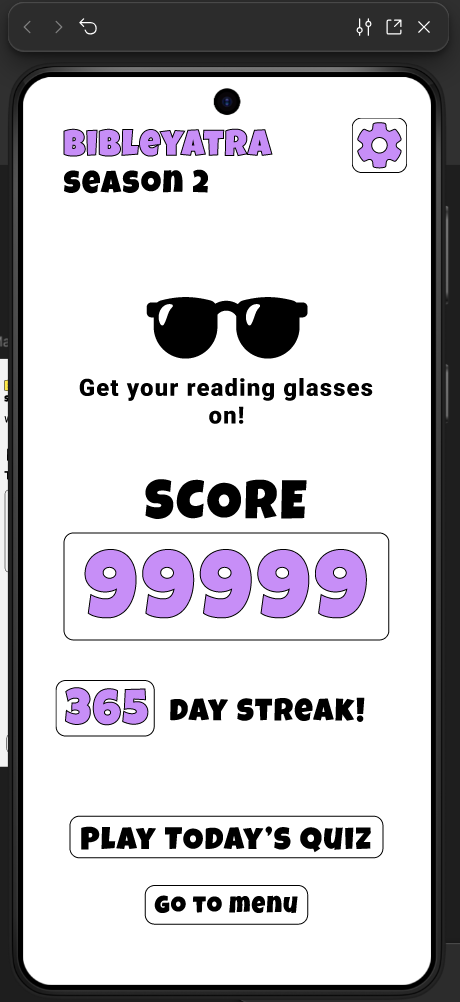 BIBLeYATRA
season 2
Get your reading glasses
on!
SCORE
99999
365 DAY STReAK!
PLAY TODAY'S QUIZ
GO TO menu